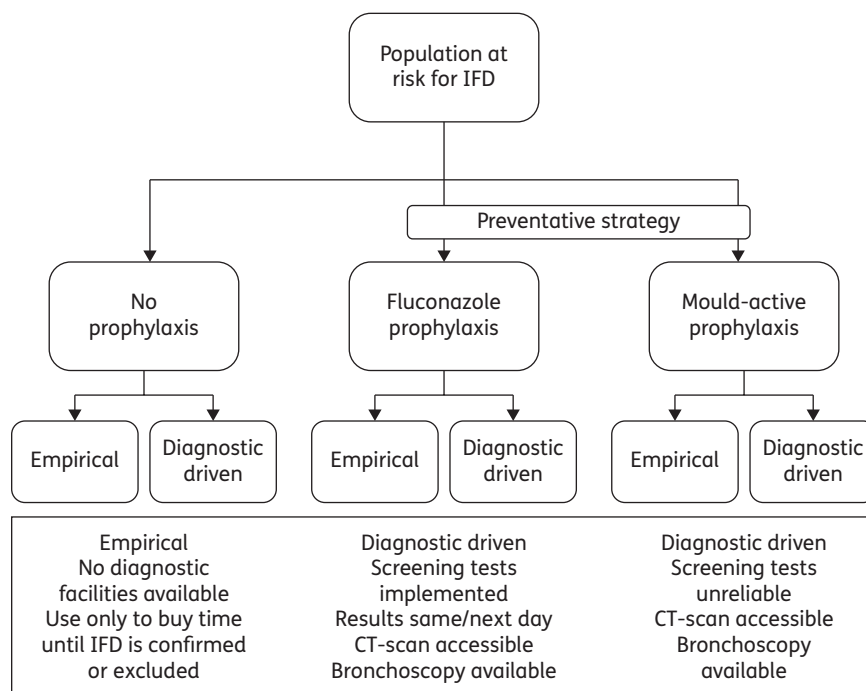 Population at
risk for IFD
Preventative strategy
No
prophylaxis
Fluconazole
prophylaxis
Mould-active
prophylaxis
Empirical
Diagnostic
driven
Empirical
Diagnostic
driven
Empirical
Diagnostic
driven
Empirical
No diagnostic
facilities available
Use only to buy time
until IFD is confirmed
or excluded
Diagnostic driven
Screening tests
implemented
Results same/next day
CT-scan accessible
Bronchoscopy available
Diagnostic driven
Screening tests
unreliable
CT-scan accessible
Bronchoscopy
available